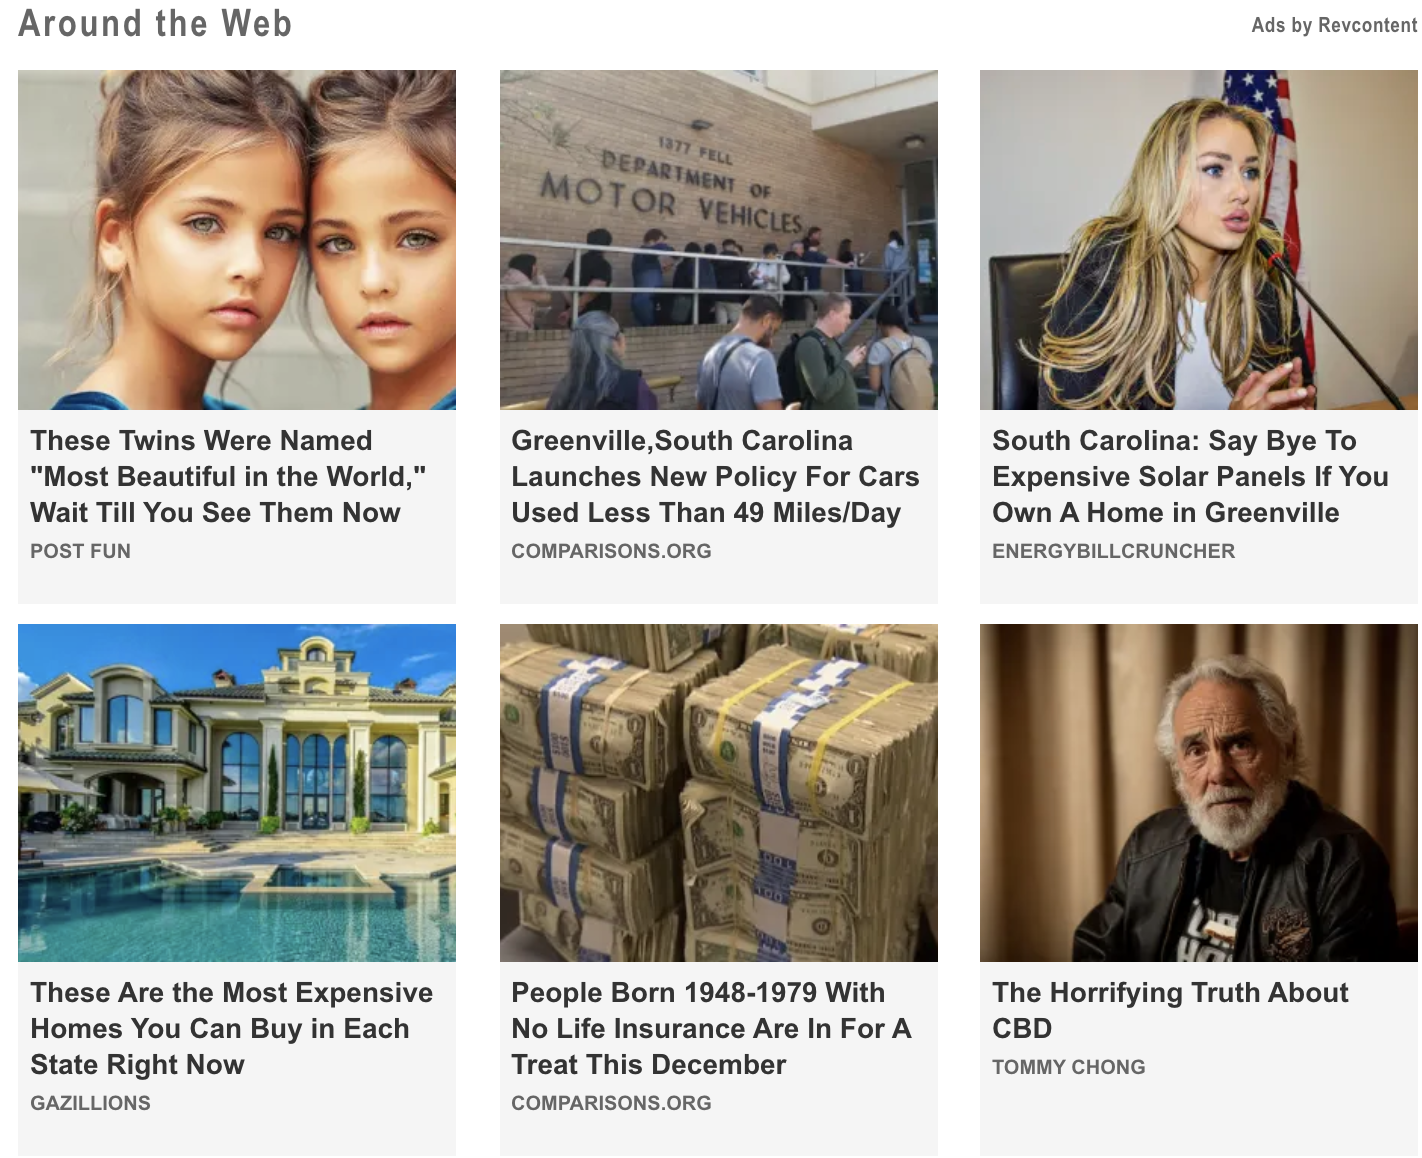 Around the Web
Ads by Revcontent
1377 FELL
DEPARTMENT OF
MOTOR VEHICLES
These Twins Were Named
"Most Beautiful in the World,"
Wait Till You See Them Now
POST FUN
Greenville,South Carolina
Launches New Policy For Cars
Used Less Than 49 Miles/Day
COMPARISONS.ORG
South Carolina: Say Bye To
Expensive Solar Panels If You
Own A Home in Greenville
ENERGYBILLCRUNCHER
These Are the Most Expensive
Homes You Can Buy in Each
State Right Now
GAZILLIONS
People Born 1948-1979 With
No Life Insurance Are In For A
Treat This December
COMPARISONS.ORG
The Horrifying Truth About
CBD
TOMMY CHONG